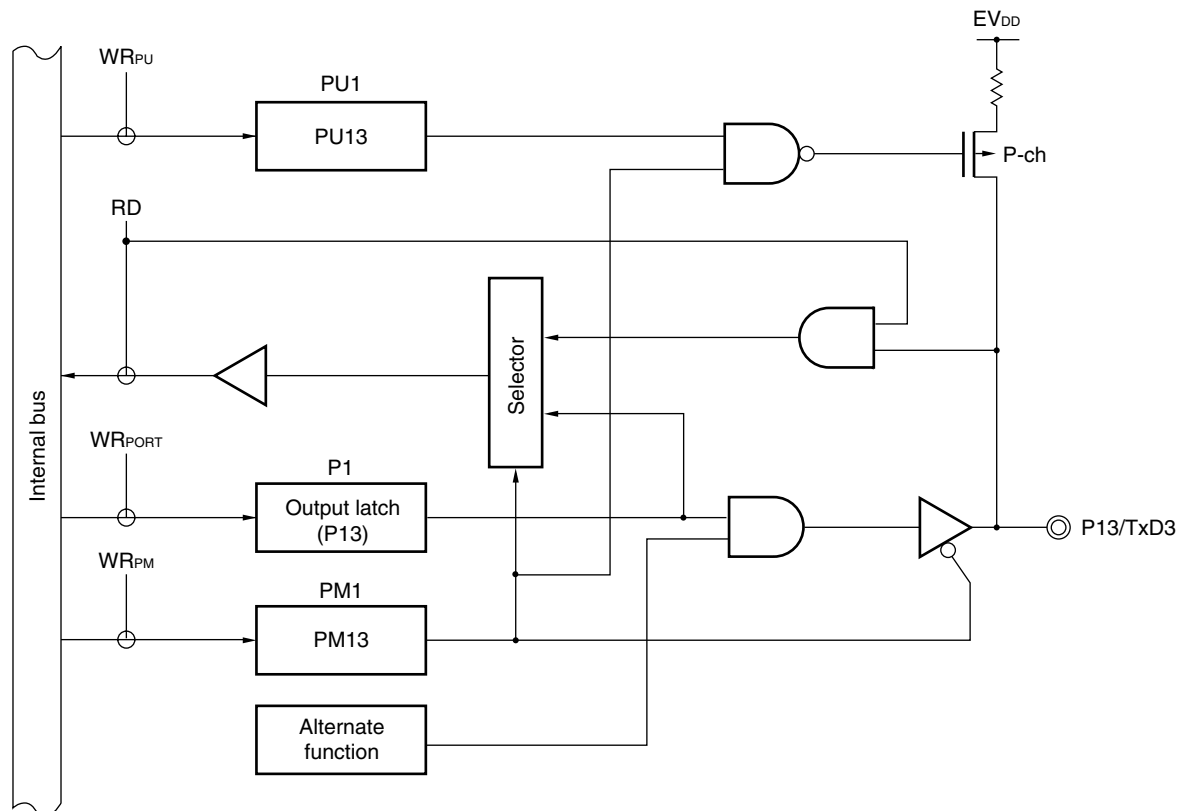 EVDD
WRPU
PU1
PU13
P-ch
RD
Selector
Internal bus
WRPORT
P1
Output latch
(P13)
P13/TxD3
WRPM
PM1
PM13
Alternate
function